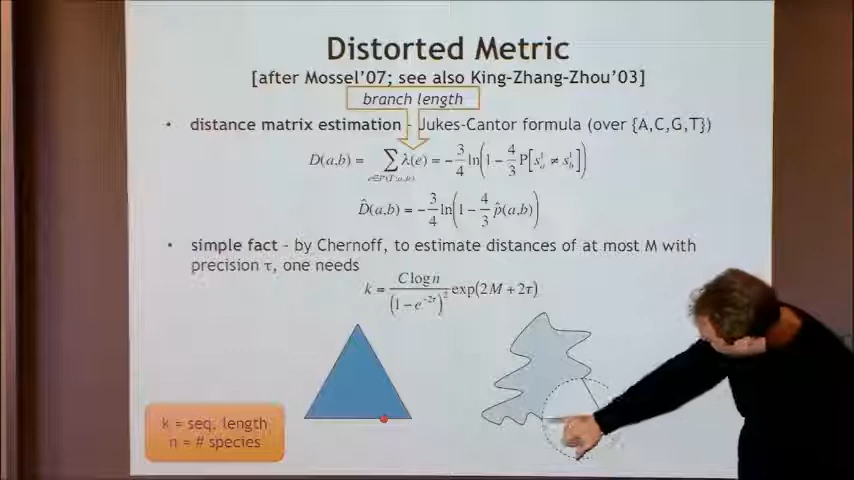 Distorted Metric
[after Mossel'07; see also King-Zhang-Zhou'03]
branch length
• distance matrix estimation - Jukes-Cantor formula (over {A,C,G,T})
D(a,b) = ∑ λ(e) = -3/4 ln(1 - 4/3 P[s_a^1 ≠ s_b^1])
D̂(a,b) = -3/4 ln(1 - 4/3 p̂(a,b))
• simple fact - by Chernoff, to estimate distances of at most M with
precision τ, one needs
k = C log n / (1 - e^{-2τ})^2 exp(2M + 2τ)
k = seq. length
n = # species